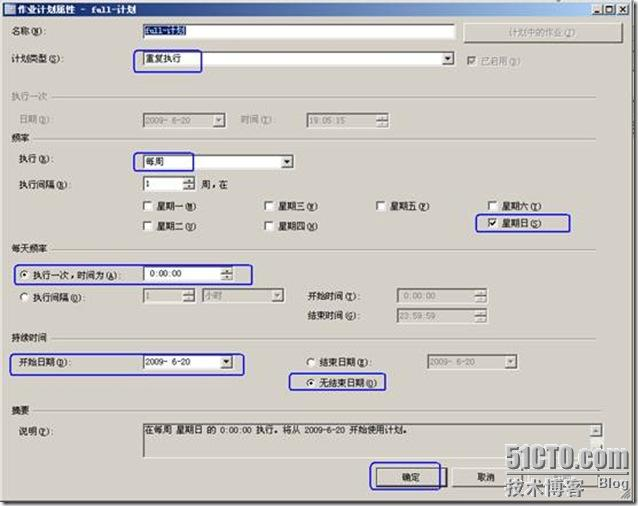 作业计划属性 - full-计划
名称(N): full-计划 计划中的作业(J)
计划类型(S): 重复执行 已启用(B)
执行一次
日期(D): 2009- 6-20 时间(T): 19:05:15
频率
执行(R): 每周
执行间隔(R): 1 周，在
星期一(M) 星期三(W) 星期五(F) 星期六(Y)
星期二(U) 星期四(H) 星期日(S)
每天频率
执行一次，时间为(A): 0:00:00
执行间隔(O): 1 小时 开始时间(T): 0:00:00
结束时间(G): 23:59:59
持续时间
开始日期(D): 2009- 6-20 结束日期(E): 2009- 6-20
无结束日期(O)
摘要
说明(P): 在每周 星期日 的 0:00:00 执行。将从 2009-6-20 开始使用计划。
确定 取消
51CTO.com
技术博客 Blog